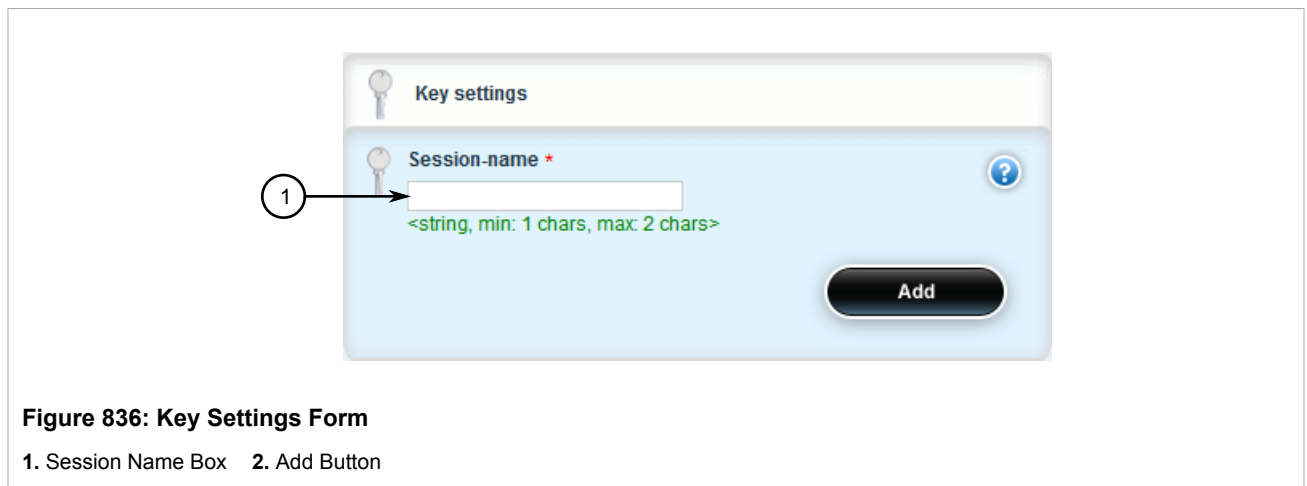 Key settings
Session-name *
1
<string, min: 1 chars, max: 2 chars>
?
Add
Figure 836: Key Settings Form
1. Session Name Box 2. Add Button